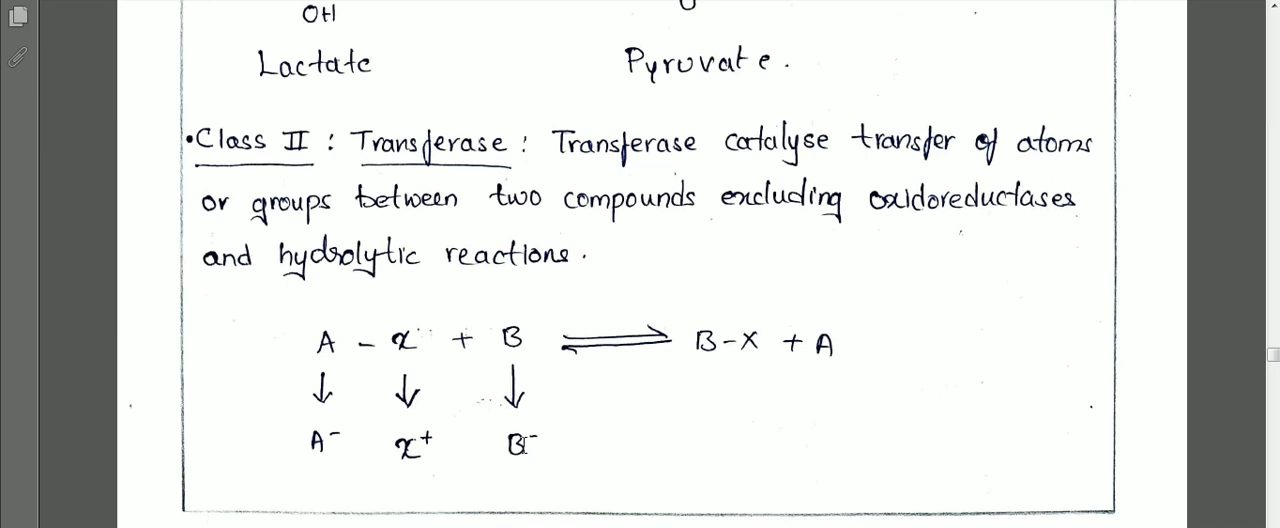 OH
Lactate Pyruvate.
•Class II : Transferase : Transferase catalyse transfer of atoms
or groups between two compounds excluding oxidoreductases
and hydrolytic reactions.
A - x + B ⇌ B-X + A
↓ ↓ ↓
A⁻ x⁺ B⁻